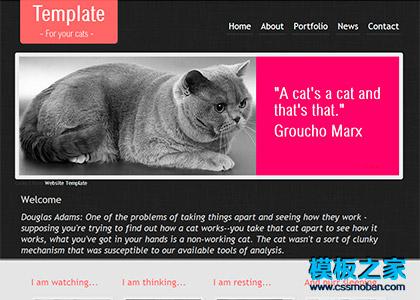 Template
- For your cats -
Home About Portfolio News Contact
"A cat's a cat and
that's that."
Groucho Marx
Website Template
Welcome
Douglas Adams: One of the problems of taking things apart and seeing how they work -
supposing you're trying to find out how a cat works--you take that cat apart to see how it
works, what you've got in your hands is a non-working cat. The cat wasn't a sort of clunky
mechanism that was susceptible to our available tools of analysis.
I am watching... I am thinking... I am resting... And purr sleeping
模板之家
www.cssmoban.com